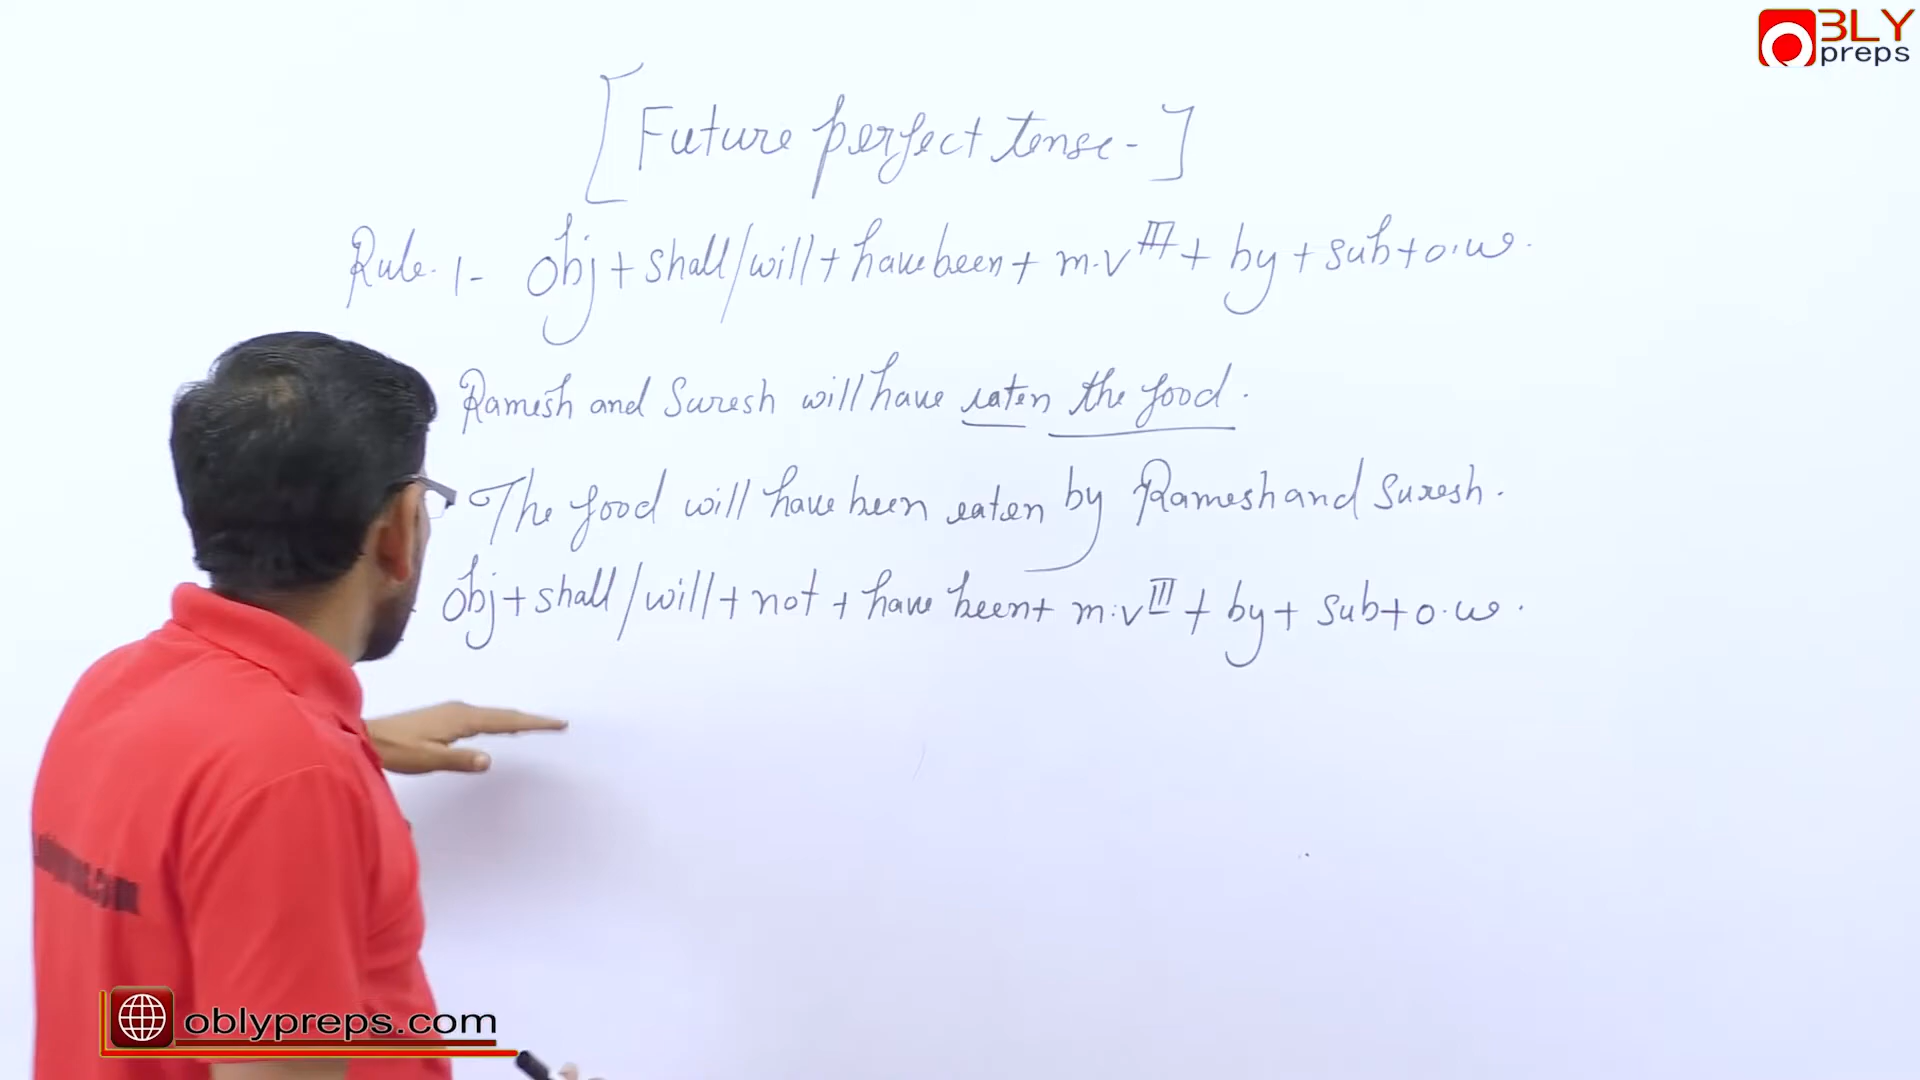 3LY
preps
[Future perfect tense-]
Rule. 1- Obj + shall/will + have been + m.v III + by + sub + o.w.
Ramesh and Suresh will have eaten the food.
The food will have been eaten by Ramesh and Suresh.
Obj + shall/will + not + have been + m.v III + by + sub + o.w.
oblypreps.com